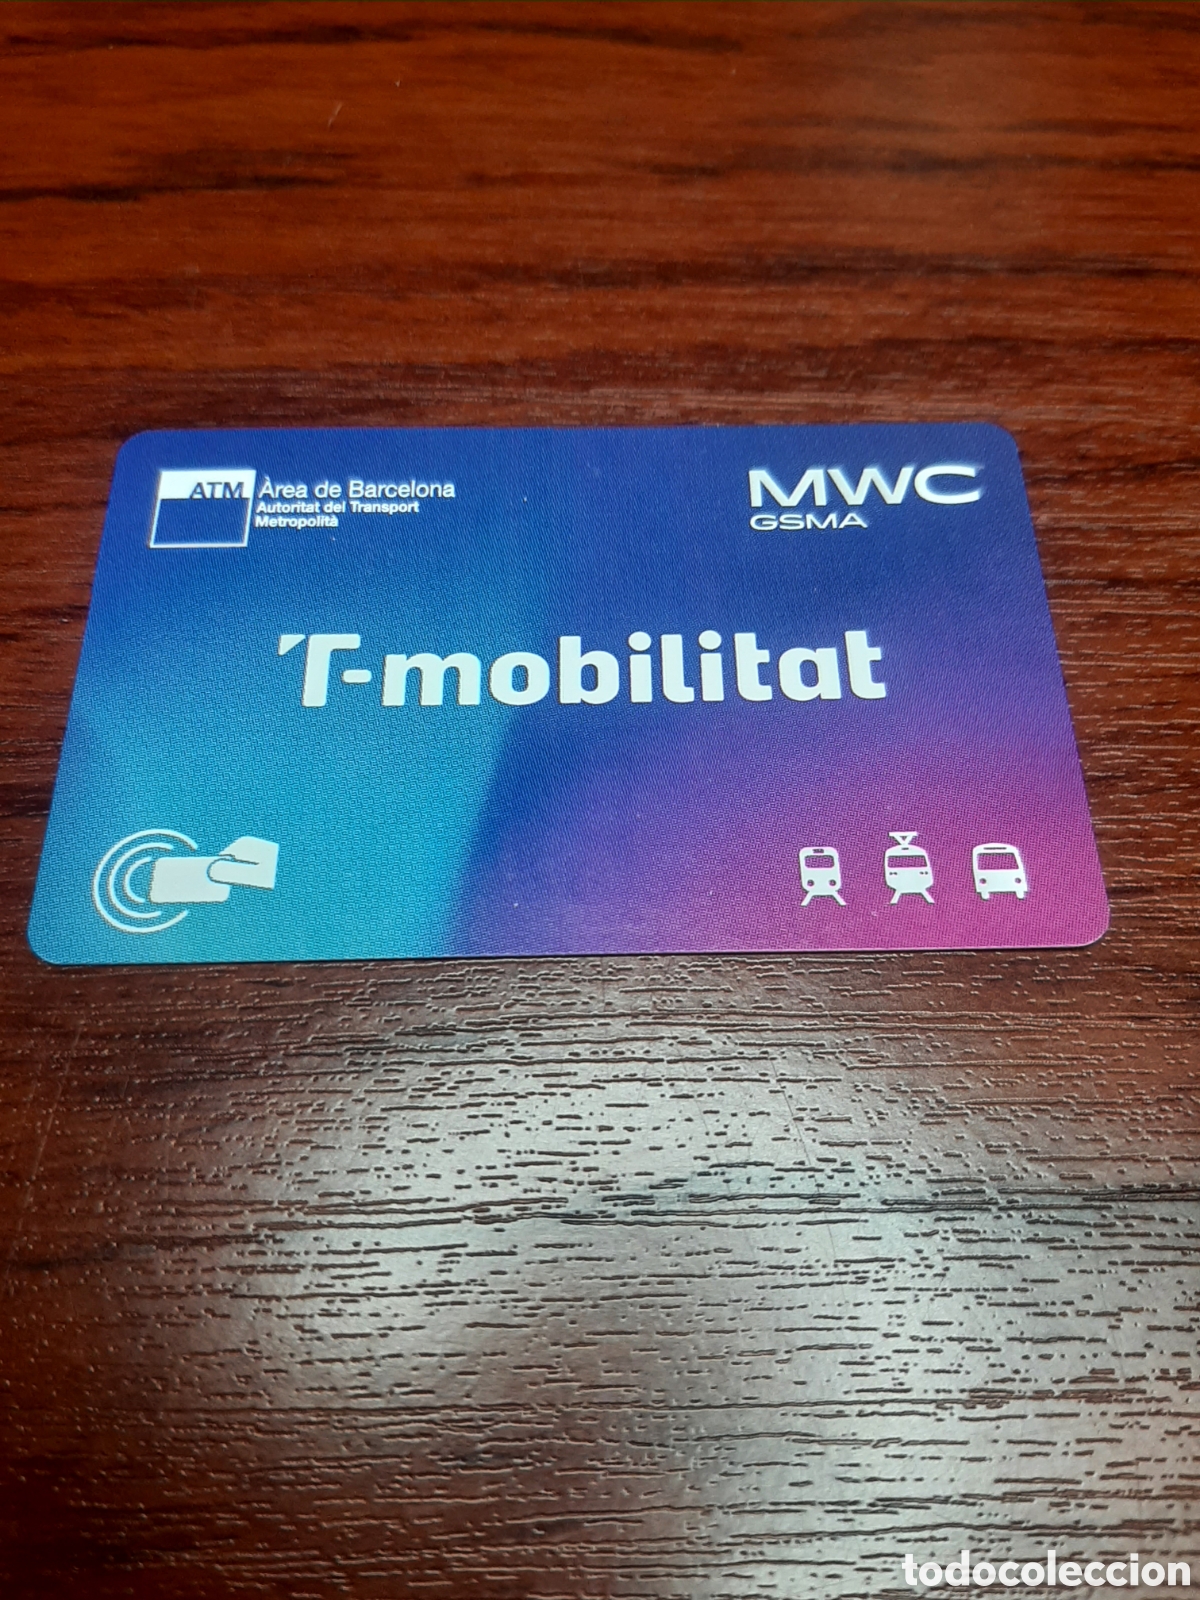 ATM Àrea de Barcelona
Autoritat del Transport
Metropolità
MWC
GSMA
T-mobilitat
todocoleccion